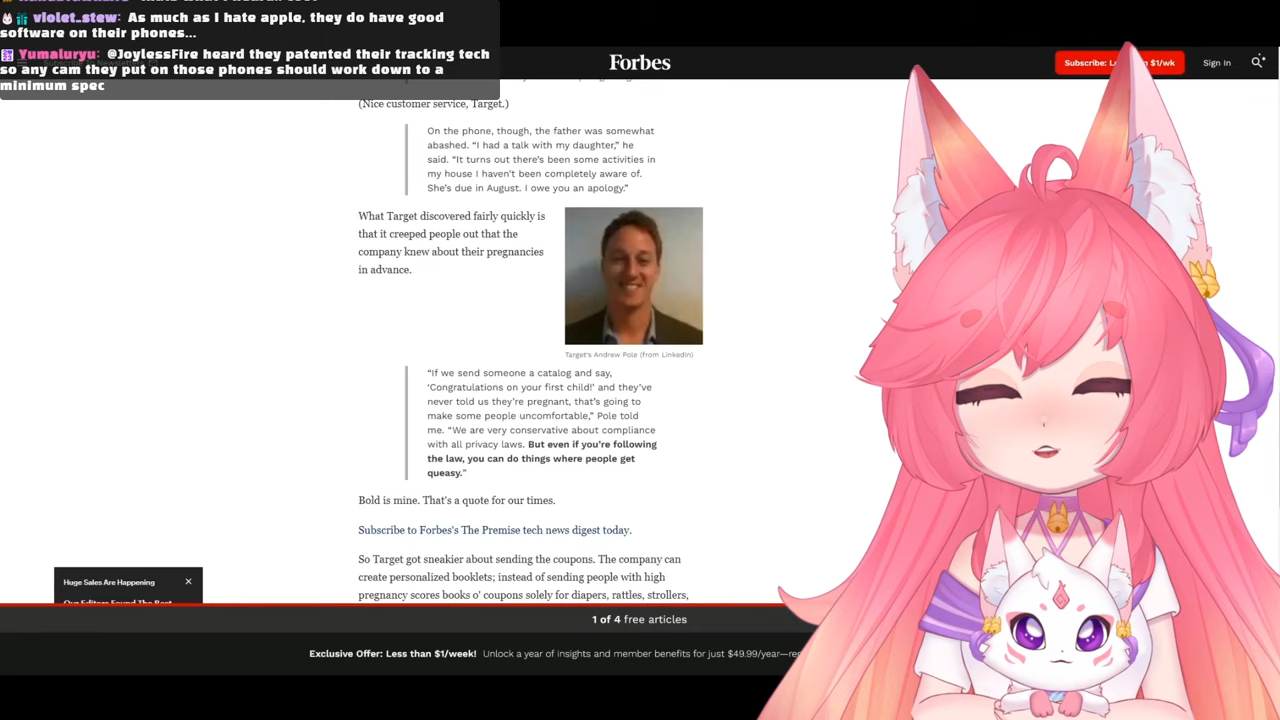 violet_stew: As much as I hate apple, they do have good
software on their phones...
Yumaluryu: @JoylessFire heard they patented their tracking tech
so any cam they put on those phones should work down to a
minimum spec
Forbes
Subscribe: L
$1/wk
Sign In
(Nice customer service, Target.)
On the phone, though, the father was somewhat
abashed. “I had a talk with my daughter,” he
said. “It turns out there’s been some activities in
my house I haven’t been completely aware of.
She’s due in August. I owe you an apology.”
What Target discovered fairly quickly is
that it creeped people out that the
company knew about their pregnancies
in advance.
Target's Andrew Pole (from LinkedIn)
“If we send someone a catalog and say,
‘Congratulations on your first child!’ and they’ve
never told us they’re pregnant, that’s going to
make some people uncomfortable,” Pole told
me. “We are very conservative about compliance
with all privacy laws. But even if you’re following
the law, you can do things where people get
queasy.”
Bold is mine. That's a quote for our times.
Subscribe to Forbes's The Premise tech news digest today.
So Target got sneakier about sending the coupons. The company can
create personalized booklets; instead of sending people with high
pregnancy scores books o' coupons solely for diapers, rattles, strollers,
Huge Sales Are Happening
Our Editors Found The Best
1 of 4 free articles
Exclusive Offer: Less than $1/week! Unlock a year of insights and member benefits for just $49.99/year—